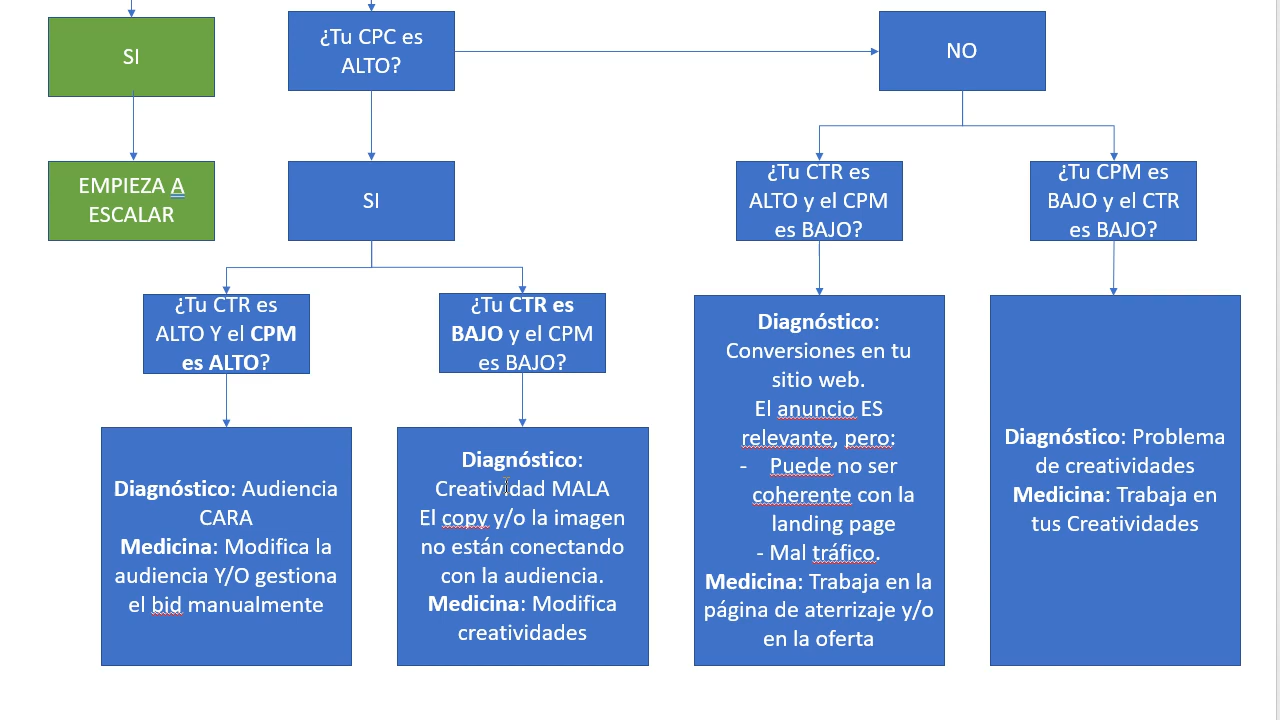 SI
¿Tu CPC es
ALTO?
NO
EMPIEZA A
ESCALAR
SI
¿Tu CTR es
ALTO y el CPM
es BAJO?
¿Tu CPM es
BAJO y el CTR
es BAJO?
¿Tu CTR es
ALTO Y el CPM
es ALTO?
¿Tu CTR es
BAJO y el CPM
es BAJO?
Diagnóstico: Audiencia
CARA
Medicina: Modifica la
audiencia Y/O gestiona
el bid manualmente
Diagnóstico:
Creatividad MALA
El copy y/o la imagen
no están conectando
con la audiencia.
Medicina: Modifica
creatividades
Diagnóstico:
Conversiones en tu
sitio web.
El anuncio ES
relevante, pero:
- Puede no ser
coherente con la
landing page
- Mal tráfico.
Medicina: Trabaja en la
página de aterrizaje y/o
en la oferta
Diagnóstico: Problema
de creatividades
Medicina: Trabaja en
tus Creatividades